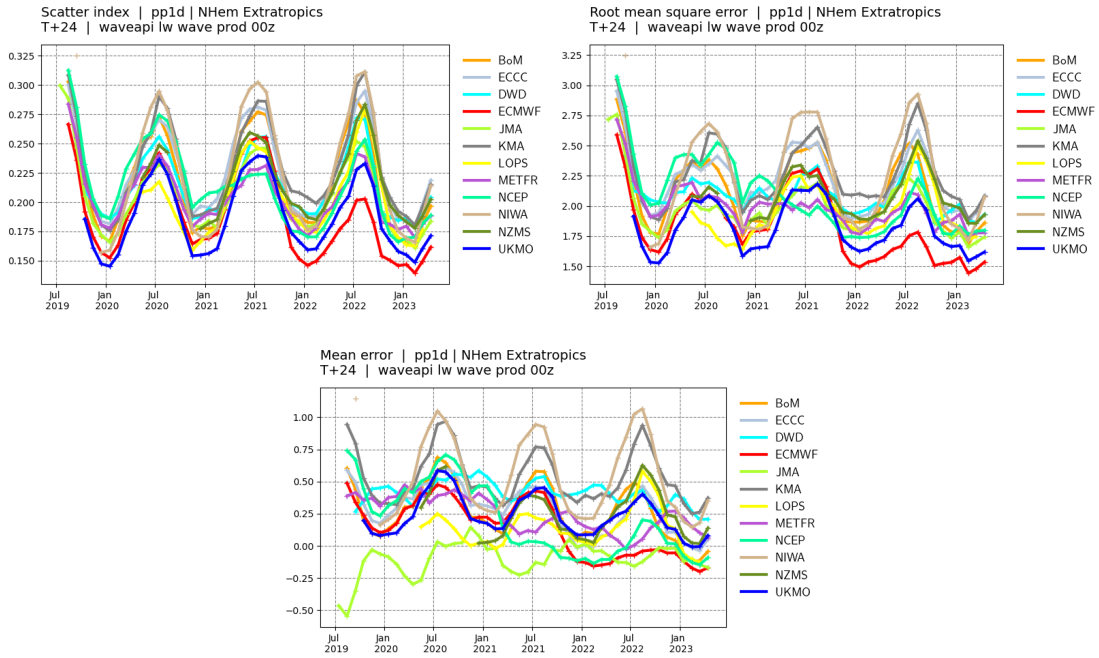 Scatter index  |  pp1d | NHem Extratropics
T+24  |  waveapi lw wave prod 00z
0.325
0.300
0.275
0.250
0.225
0.200
0.175
0.150
Jul
2019
Jan
2020
Jul
2020
Jan
2021
Jul
2021
Jan
2022
Jul
2022
Jan
2023
BoM
ECCC
DWD
ECMWF
JMA
KMA
LOPS
METFR
NCEP
NIWA
NZMS
UKMO
Root mean square error  |  pp1d | NHem Extratropics
T+24  |  waveapi lw wave prod 00z
3.25
3.00
2.75
2.50
2.25
2.00
1.75
1.50
Jul
2019
Jan
2020
Jul
2020
Jan
2021
Jul
2021
Jan
2022
Jul
2022
Jan
2023
BoM
ECCC
DWD
ECMWF
JMA
KMA
LOPS
METFR
NCEP
NIWA
NZMS
UKMO
Mean error  |  pp1d | NHem Extratropics
T+24  |  waveapi lw wave prod 00z
1.00
0.75
0.50
0.25
0.00
−0.25
−0.50
Jul
2019
Jan
2020
Jul
2020
Jan
2021
Jul
2021
Jan
2022
Jul
2022
Jan
2023
BoM
ECCC
DWD
ECMWF
JMA
KMA
LOPS
METFR
NCEP
NIWA
NZMS
UKMO